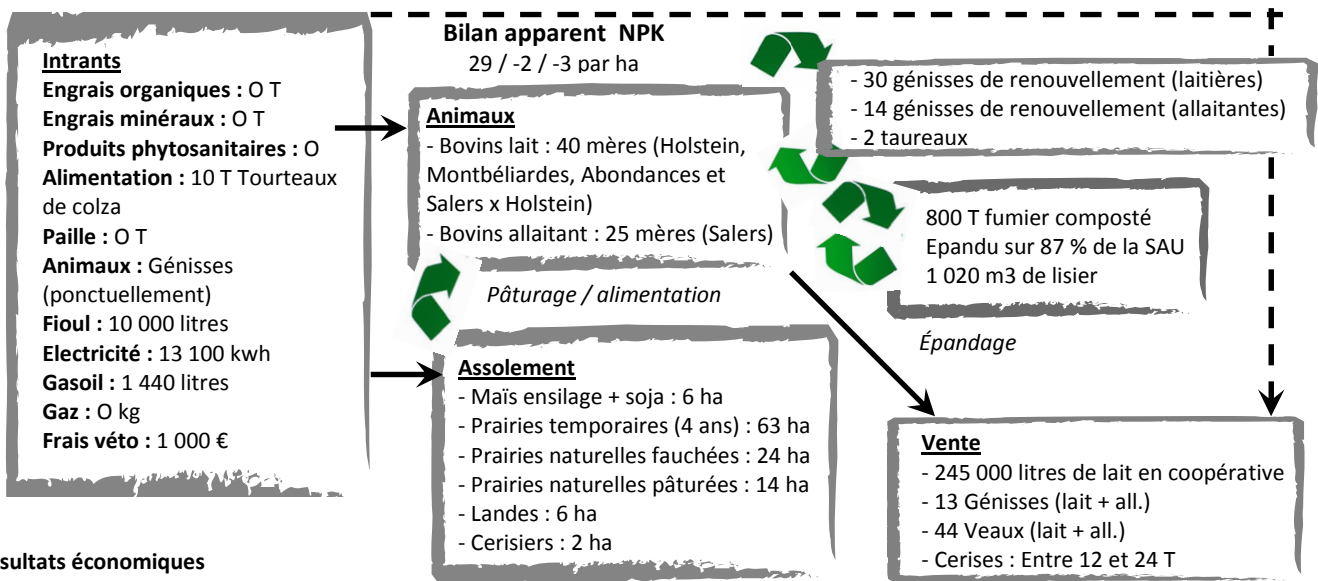 Bilan apparent NPK
29 / -2 / -3 par ha
Intrants
Engrais organiques : O T
Engrais minéraux : O T
Produits phytosanitaires : O
Alimentation : 10 T Tourteaux
de colza
Paille : O T
Animaux : Génisses
(ponctuellement)
Fioul : 10 000 litres
Electricité : 13 100 kwh
Gasoil : 1 440 litres
Gaz : O kg
Frais véto : 1 000 €
Animaux
- Bovins lait : 40 mères (Holstein,
Montbéliardes, Abondances et
Salers x Holstein)
- Bovins allaitant : 25 mères (Salers)
- 30 génisses de renouvellement (laitières)
- 14 génisses de renouvellement (allaitantes)
- 2 taureaux
800 T fumier composté
Epandu sur 87 % de la SAU
1 020 m3 de lisier
Pâturage / alimentation
Épandage
Assolement
- Maïs ensilage + soja : 6 ha
- Prairies temporaires (4 ans) : 63 ha
- Prairies naturelles fauchées : 24 ha
- Prairies naturelles pâturées : 14 ha
- Landes : 6 ha
- Cerisiers : 2 ha
Vente
- 245 000 litres de lait en coopérative
- 13 Génisses (lait + all.)
- 44 Veaux (lait + all.)
- Cerises : Entre 12 et 24 T
sultats économiques